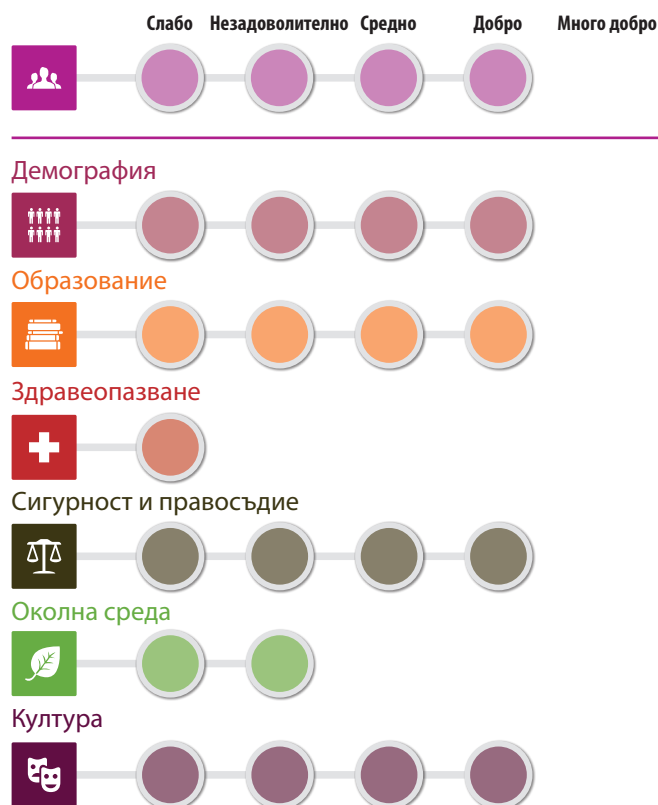 Слабо Незадоволително Средно Добро Много добро
Демография
Образование
Здравеопазване
Сигурност и правосъдие
Околна среда
Култура